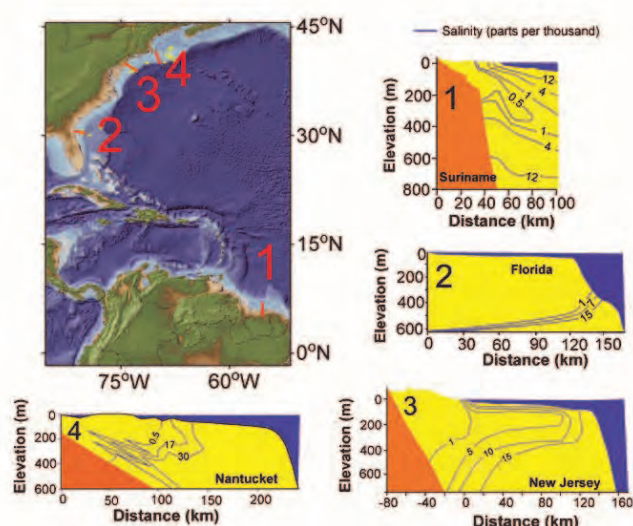 45°N
30°N
15°N
0°N
75°W
60°W
1
2
3
4
Salinity (parts per thousand)
Elevation (m)
0
200
400
600
800
1
12
4
1
0.5
1
4
12
Suriname
0 20 40 60 80 100
Distance (km)
Elevation (m)
0
200
400
600
2
Florida
1
15
0 30 60 90 120 150
Distance (km)
Elevation (m)
0
200
400
600
4
0.5
17
30
Nantucket
0 50 100 150 200
Distance (km)
Elevation (m)
0
200
400
600
3
1
5
10
15
New Jersey
-80 -40 0 40 80 120 160
Distance (km)